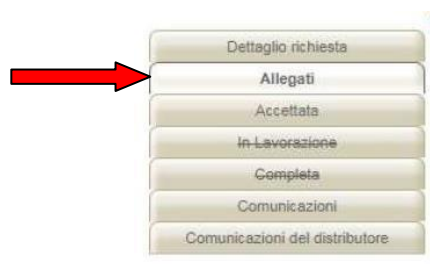 Dettaglio richiesta
Allegati
Accettata
In Lavorazione
Completa
Comunicazioni
Comunicazioni del distributore